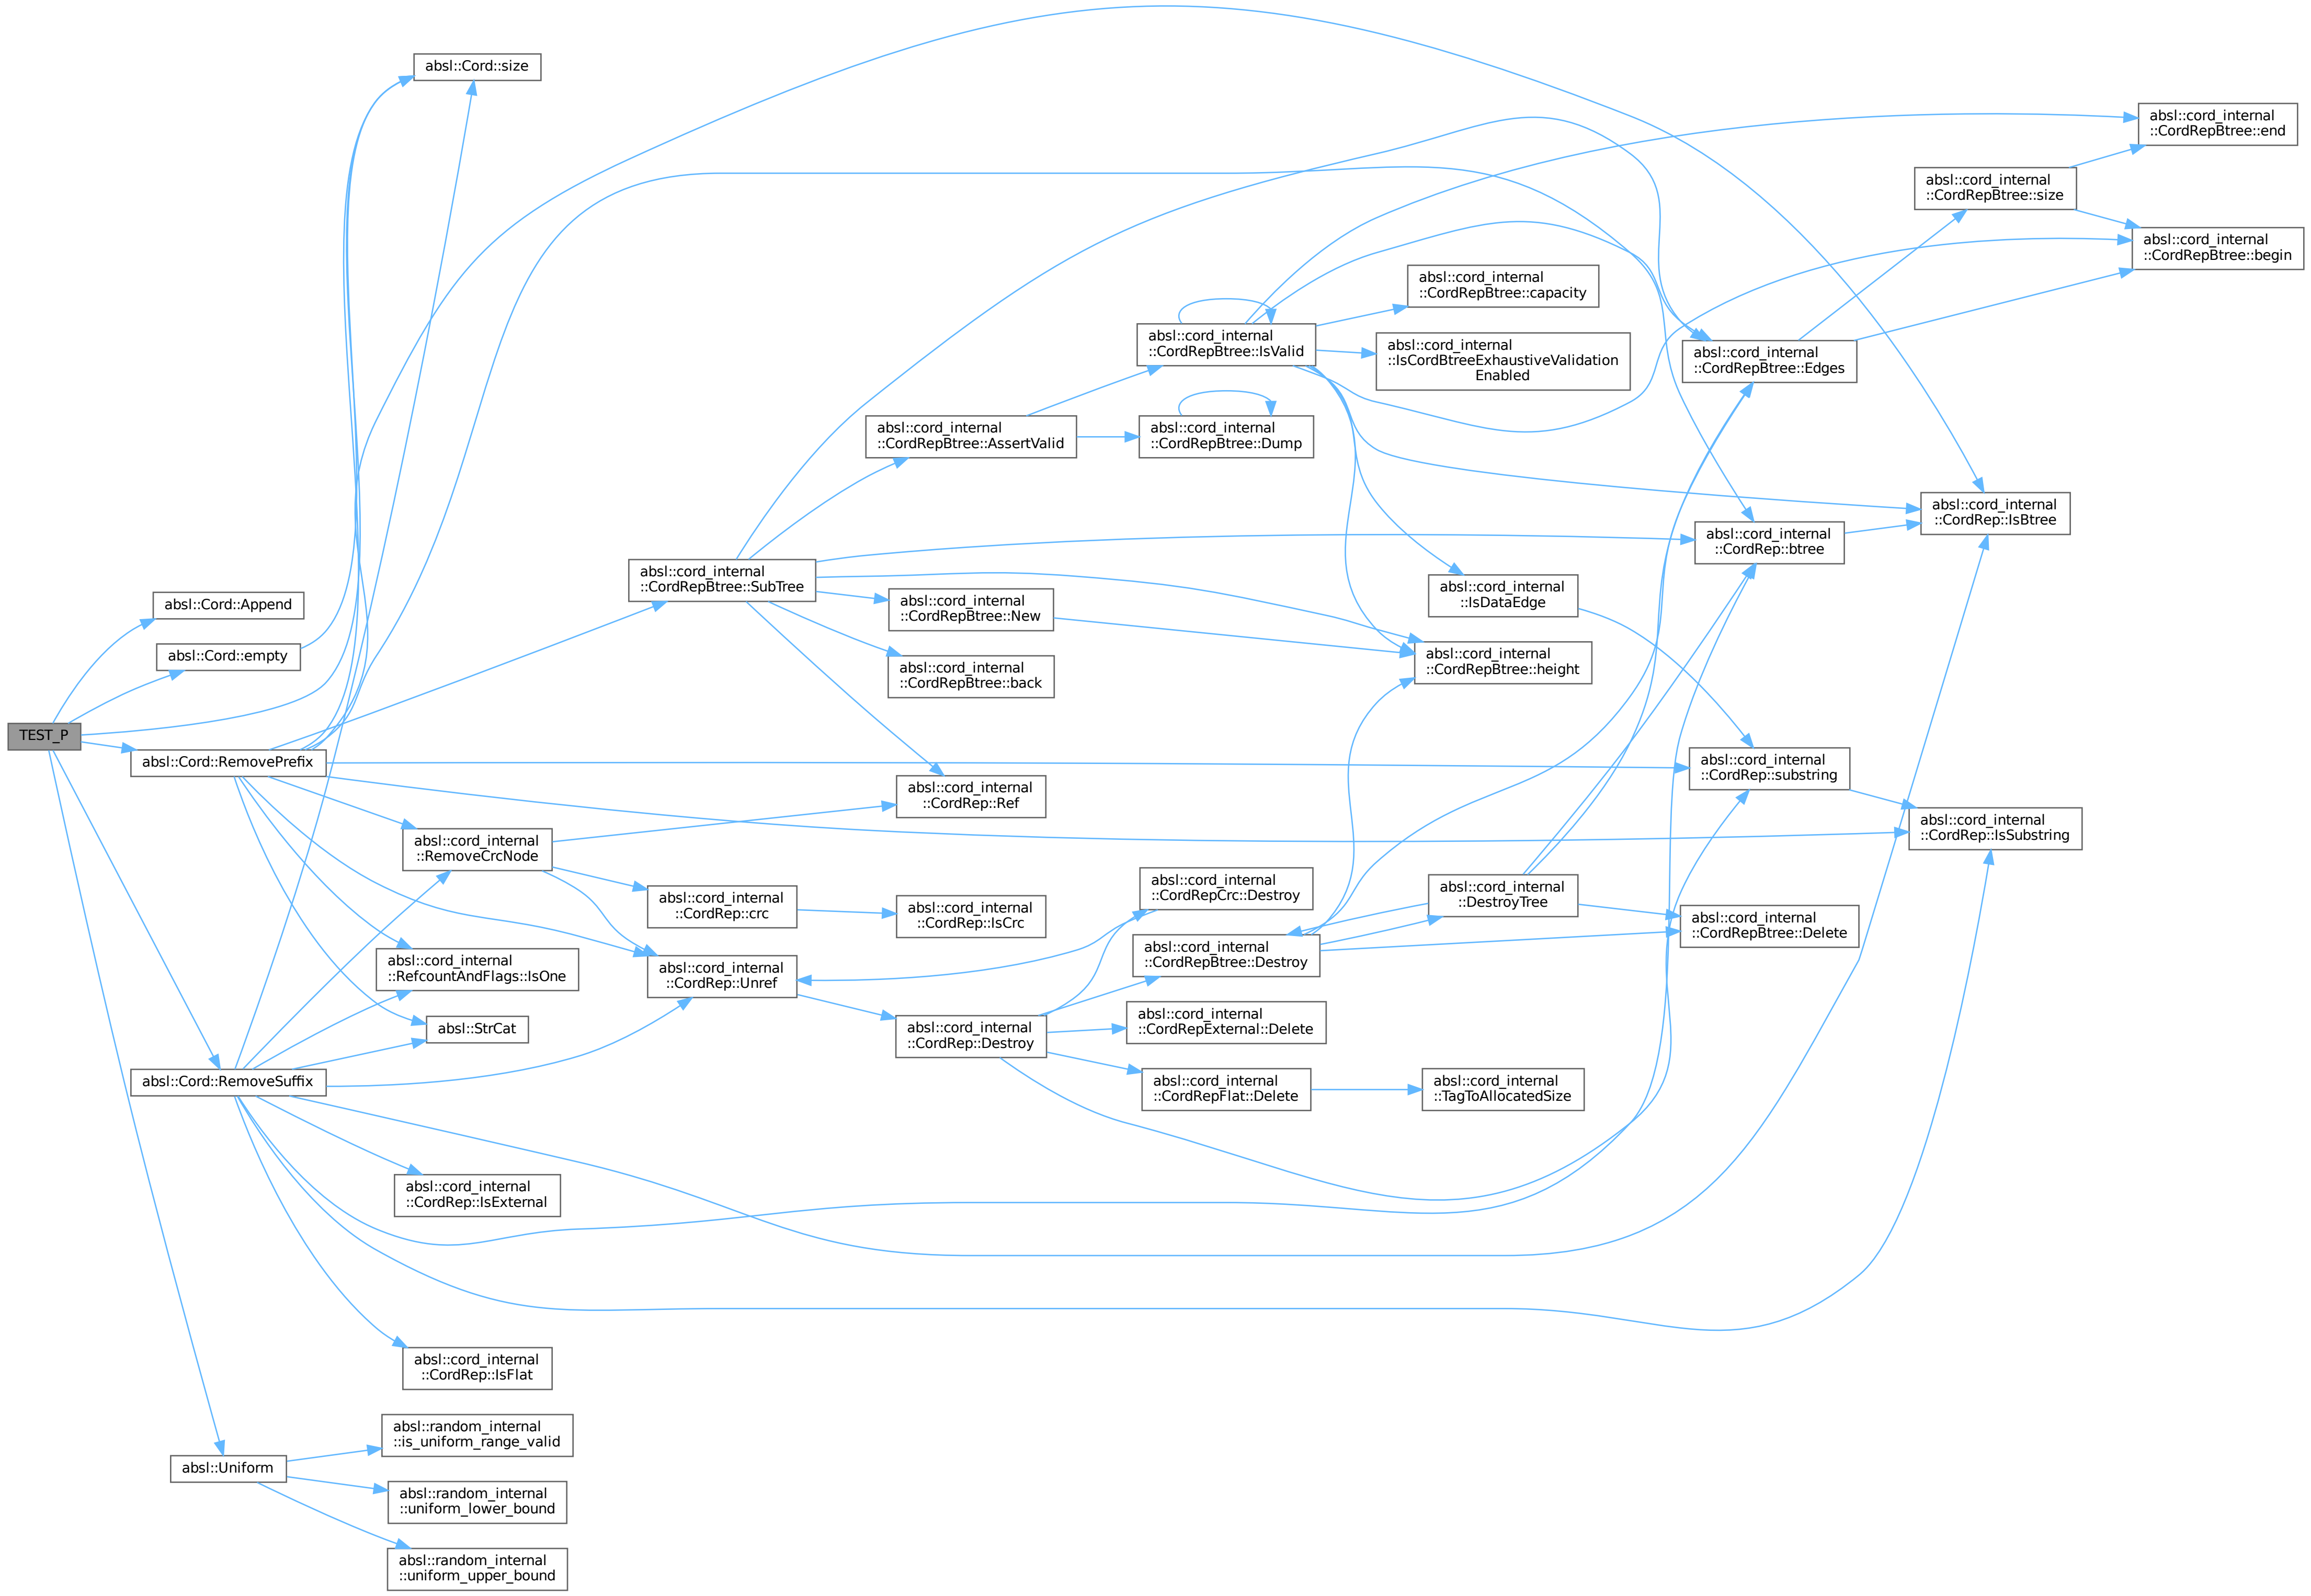 TEST_P
absl::Cord::Append
absl::Cord::empty
absl::Cord::RemovePrefix
absl::Cord::RemoveSuffix
absl::Uniform
absl::Cord::size
absl::cord_internal
::RemoveCrcNode
absl::cord_internal
::RefcountAndFlags::IsOne
absl::StrCat
absl::cord_internal
::CordRep::IsExternal
absl::cord_internal
::CordRep::IsFlat
absl::random_internal
::is_uniform_range_valid
absl::random_internal
::uniform_lower_bound
absl::random_internal
::uniform_upper_bound
absl::cord_internal
::CordRepBtree::SubTree
absl::cord_internal
::CordRep::crc
absl::cord_internal
::CordRep::Unref
absl::cord_internal
::CordRepBtree::AssertValid
absl::cord_internal
::CordRepBtree::New
absl::cord_internal
::CordRepBtree::back
absl::cord_internal
::CordRep::Ref
absl::cord_internal
::CordRep::IsCrc
absl::cord_internal
::CordRep::Destroy
absl::cord_internal
::CordRepBtree::IsValid
absl::cord_internal
::CordRepBtree::Dump
absl::cord_internal
::CordRepCrc::Destroy
absl::cord_internal
::CordRepBtree::Destroy
absl::cord_internal
::CordRepExternal::Delete
absl::cord_internal
::CordRepFlat::Delete
absl::cord_internal
::CordRepBtree::capacity
absl::cord_internal
::IsCordBtreeExhaustiveValidation
Enabled
absl::cord_internal
::IsDataEdge
absl::cord_internal
::CordRepBtree::height
absl::cord_internal
::DestroyTree
absl::cord_internal
::TagToAllocatedSize
absl::cord_internal
::CordRepBtree::Edges
absl::cord_internal
::CordRep::btree
absl::cord_internal
::CordRep::substring
absl::cord_internal
::CordRepBtree::Delete
absl::cord_internal
::CordRepBtree::size
absl::cord_internal
::CordRep::IsBtree
absl::cord_internal
::CordRep::IsSubstring
absl::cord_internal
::CordRepBtree::end
absl::cord_internal
::CordRepBtree::begin